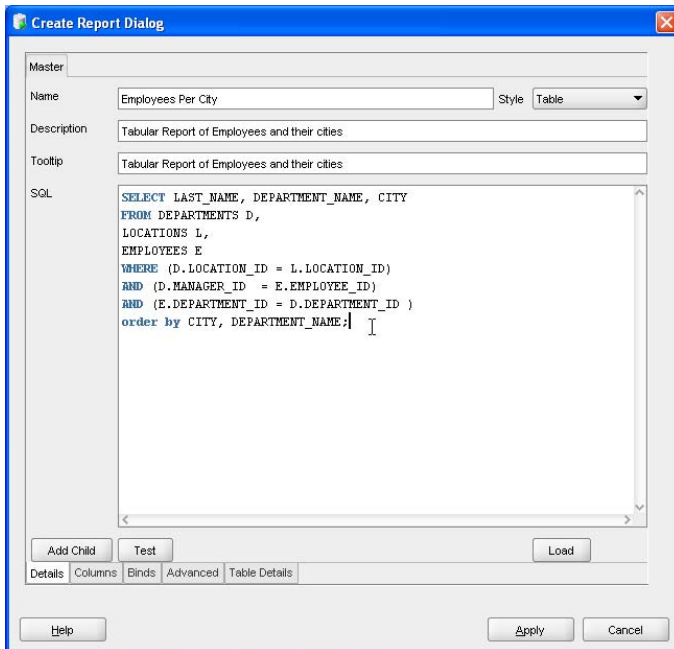 Create Report Dialog
Master
Name Employees Per City Style Table
Description Tabular Report of Employees and their cities
Tooltip Tabular Report of Employees and their cities
SQL SELECT LAST_NAME, DEPARTMENT_NAME, CITY
FROM DEPARTMENTS D,
LOCATIONS L,
EMPLOYEES E
WHERE (D.LOCATION_ID = L.LOCATION_ID)
AND (D.MANAGER_ID  = E.EMPLOYEE_ID)
AND (E.DEPARTMENT_ID = D.DEPARTMENT_ID )
order by CITY, DEPARTMENT_NAME;
Add Child Test Load
Details Columns Binds Advanced Table Details
Help Apply Cancel